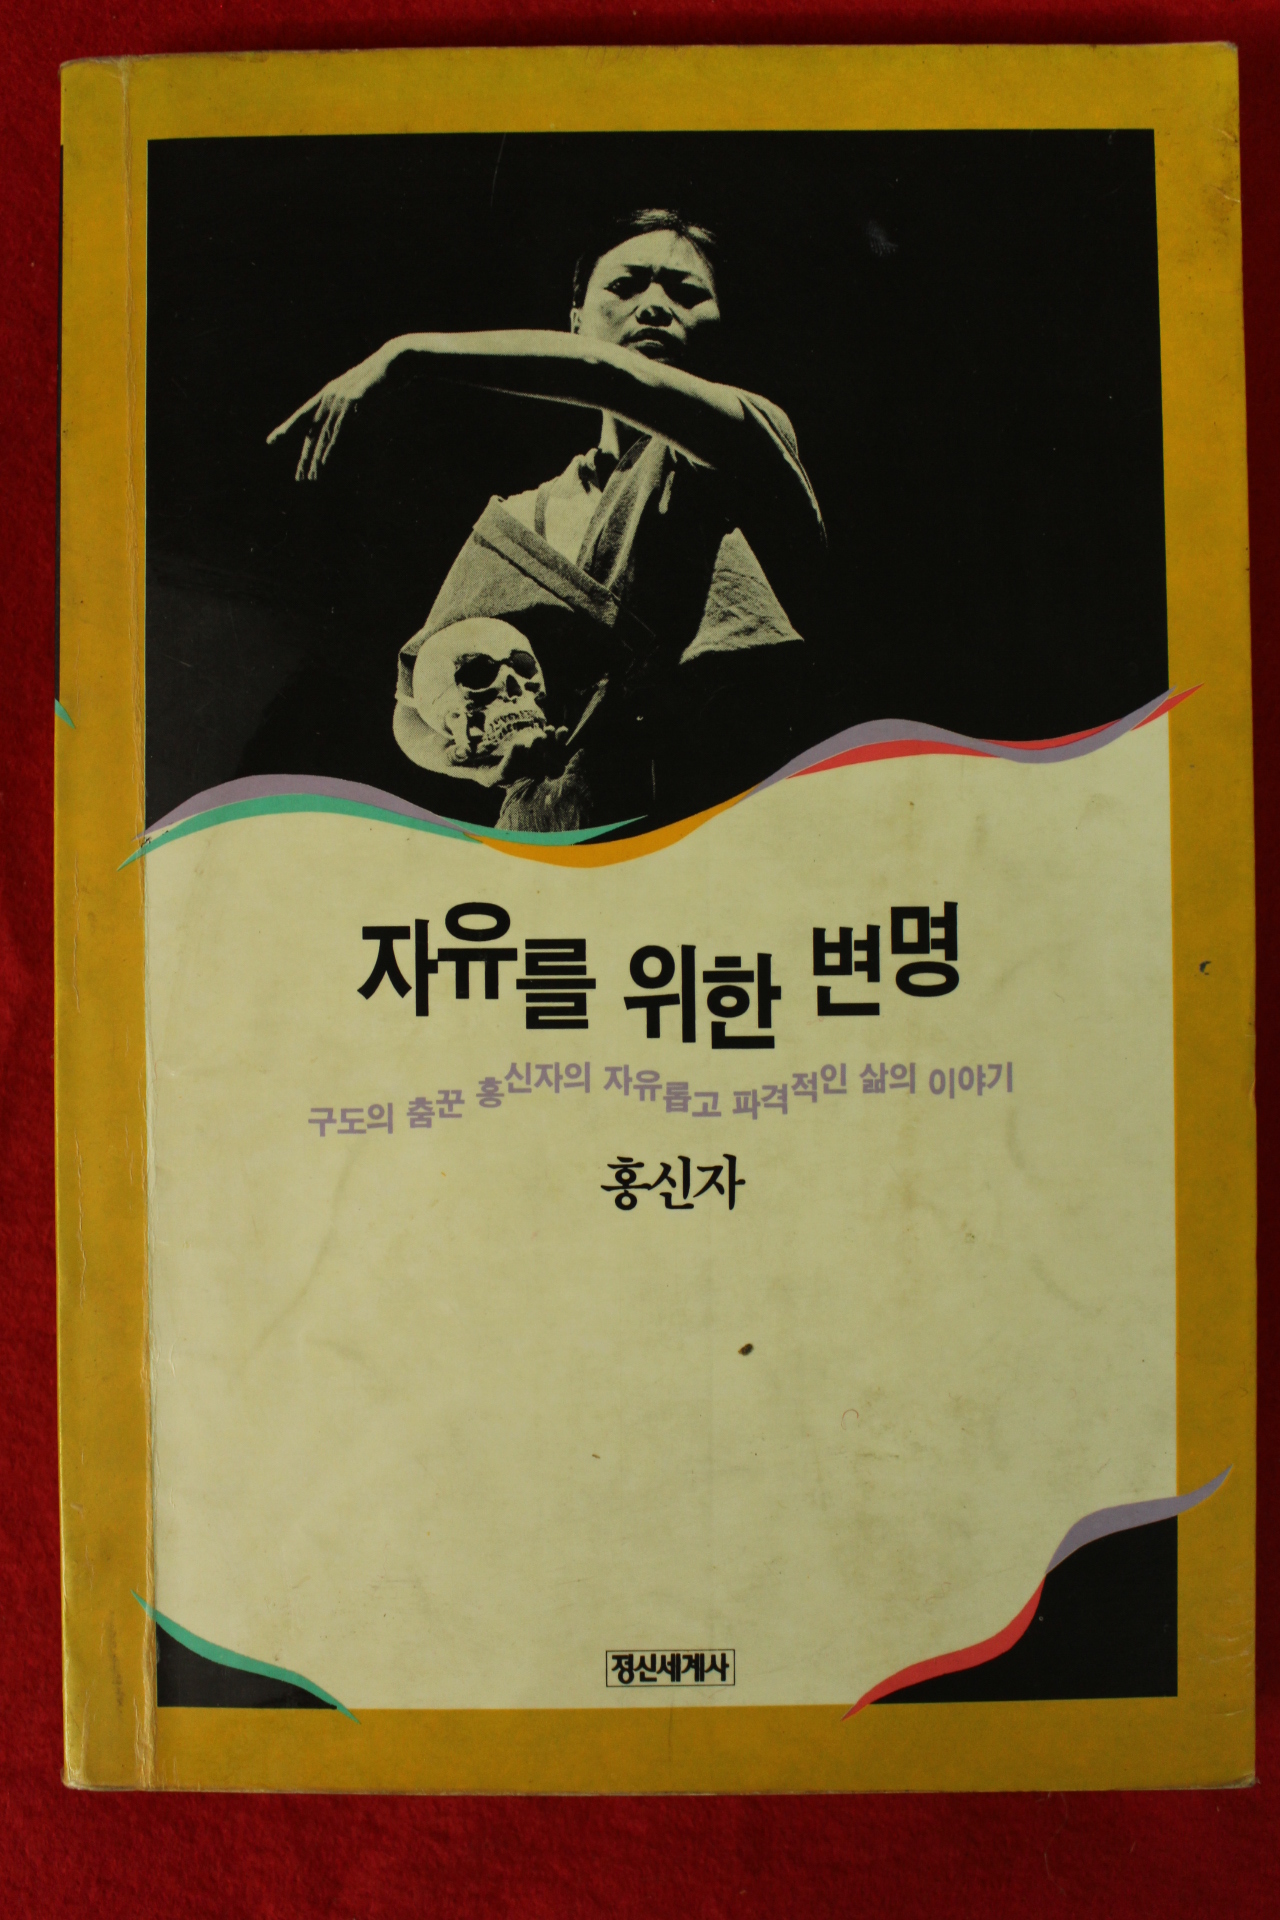 자유를 위한 변명
구도의 춤꾼 홍신자의 자유롭고 파격적인 삶의 이야기
홍신자
정신세계사